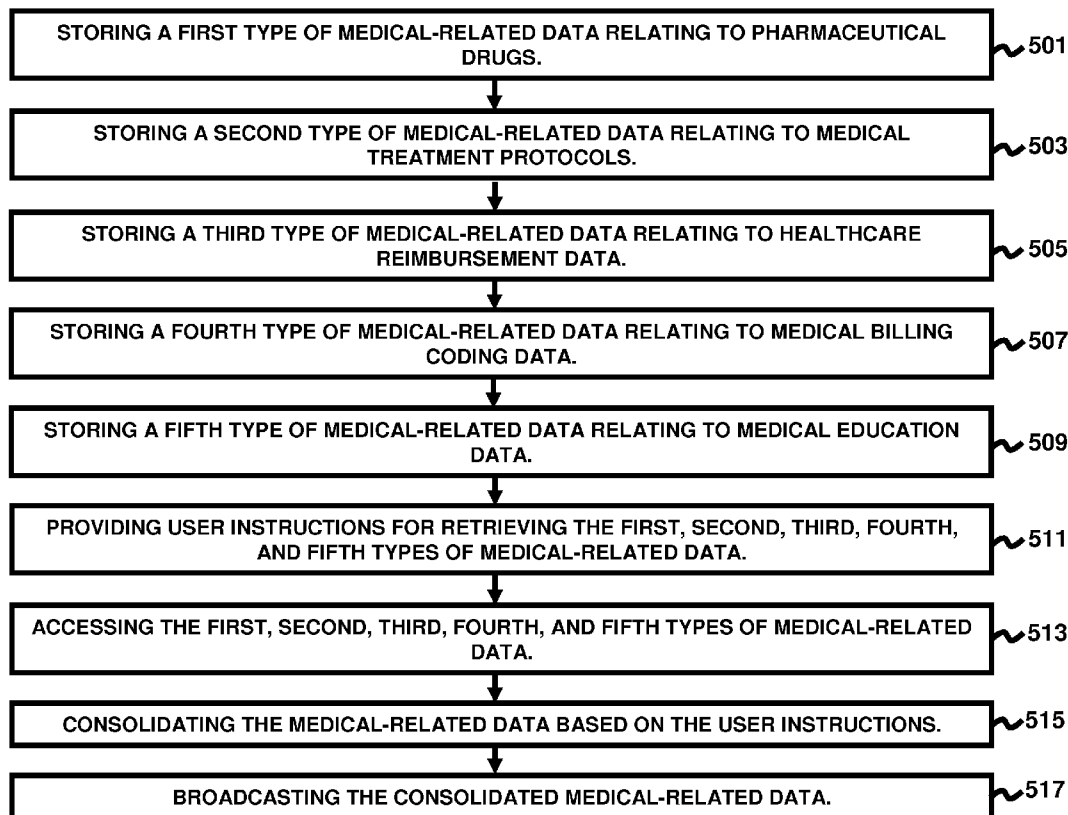 STORING A FIRST TYPE OF MEDICAL-RELATED DATA RELATING TO PHARMACEUTICAL
DRUGS.
501
STORING A SECOND TYPE OF MEDICAL-RELATED DATA RELATING TO MEDICAL
TREATMENT PROTOCOLS.
503
STORING A THIRD TYPE OF MEDICAL-RELATED DATA RELATING TO HEALTHCARE
REIMBURSEMENT DATA.
505
STORING A FOURTH TYPE OF MEDICAL-RELATED DATA RELATING TO MEDICAL BILLING
CODING DATA.
507
STORING A FIFTH TYPE OF MEDICAL-RELATED DATA RELATING TO MEDICAL EDUCATION
DATA.
509
PROVIDING USER INSTRUCTIONS FOR RETRIEVING THE FIRST, SECOND, THIRD, FOURTH,
AND FIFTH TYPES OF MEDICAL-RELATED DATA.
511
ACCESSING THE FIRST, SECOND, THIRD, FOURTH, AND FIFTH TYPES OF MEDICAL-RELATED
DATA.
513
CONSOLIDATING THE MEDICAL-RELATED DATA BASED ON THE USER INSTRUCTIONS.
515
BROADCASTING THE CONSOLIDATED MEDICAL-RELATED DATA.
517